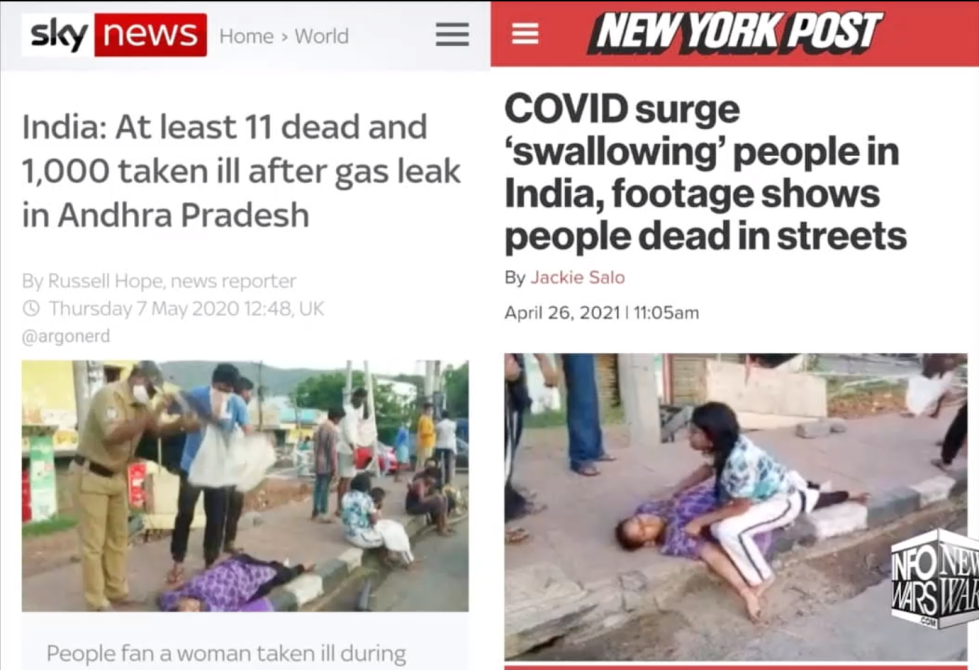 sky news Home > World
India: At least 11 dead and
1,000 taken ill after gas leak
in Andhra Pradesh
By Russell Hope, news reporter
Thursday 7 May 2020 12:48, UK
@argonerd
People fan a woman taken ill during
NEW YORK POST
COVID surge
‘swallowing’ people in
India, footage shows
people dead in streets
By Jackie Salo
April 26, 2021 | 11:05am
INFO
WARS
.COM
NEW
WAR